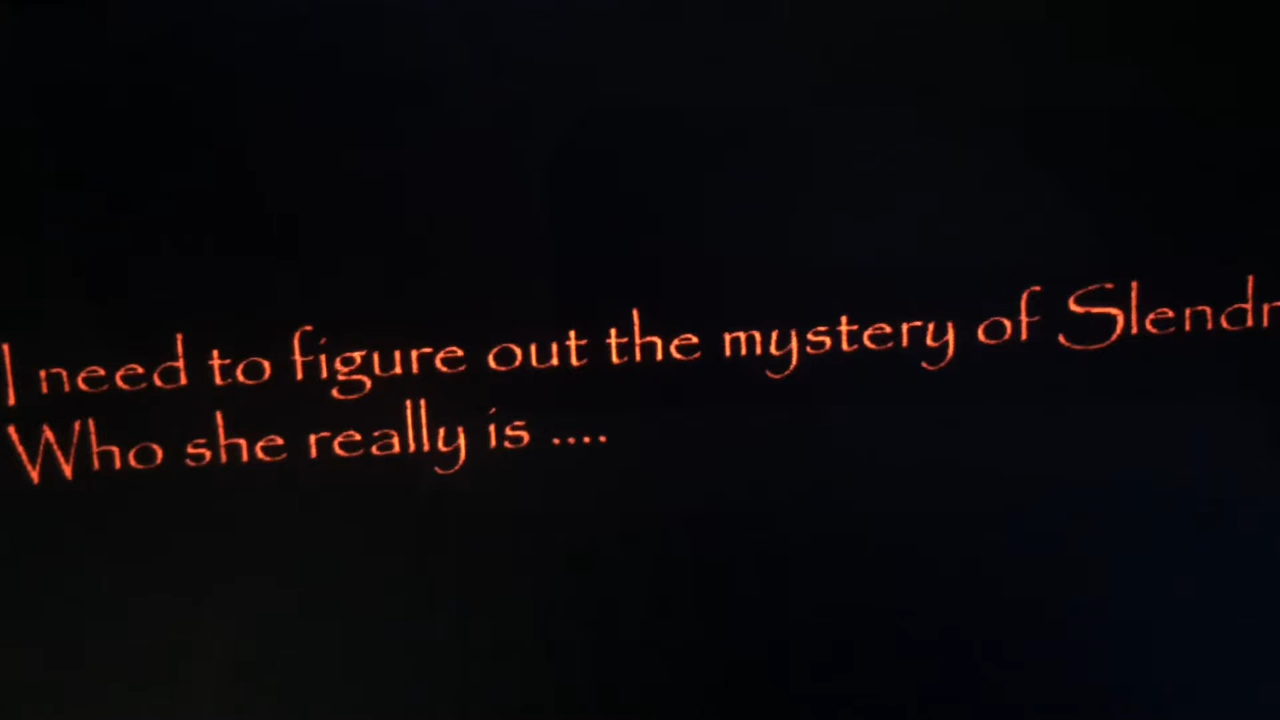 I need to figure out the mystery of Slendr
Who she really is ....